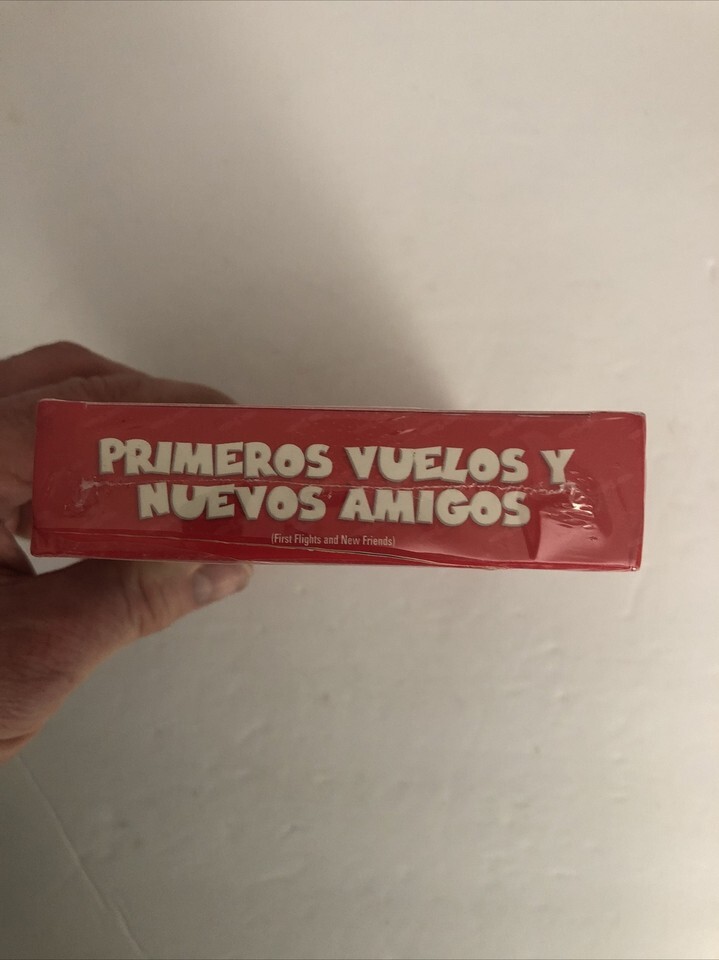 PRIMEROS VUELOS Y
NUEVOS AMIGOS
(First Flights and New Friends)